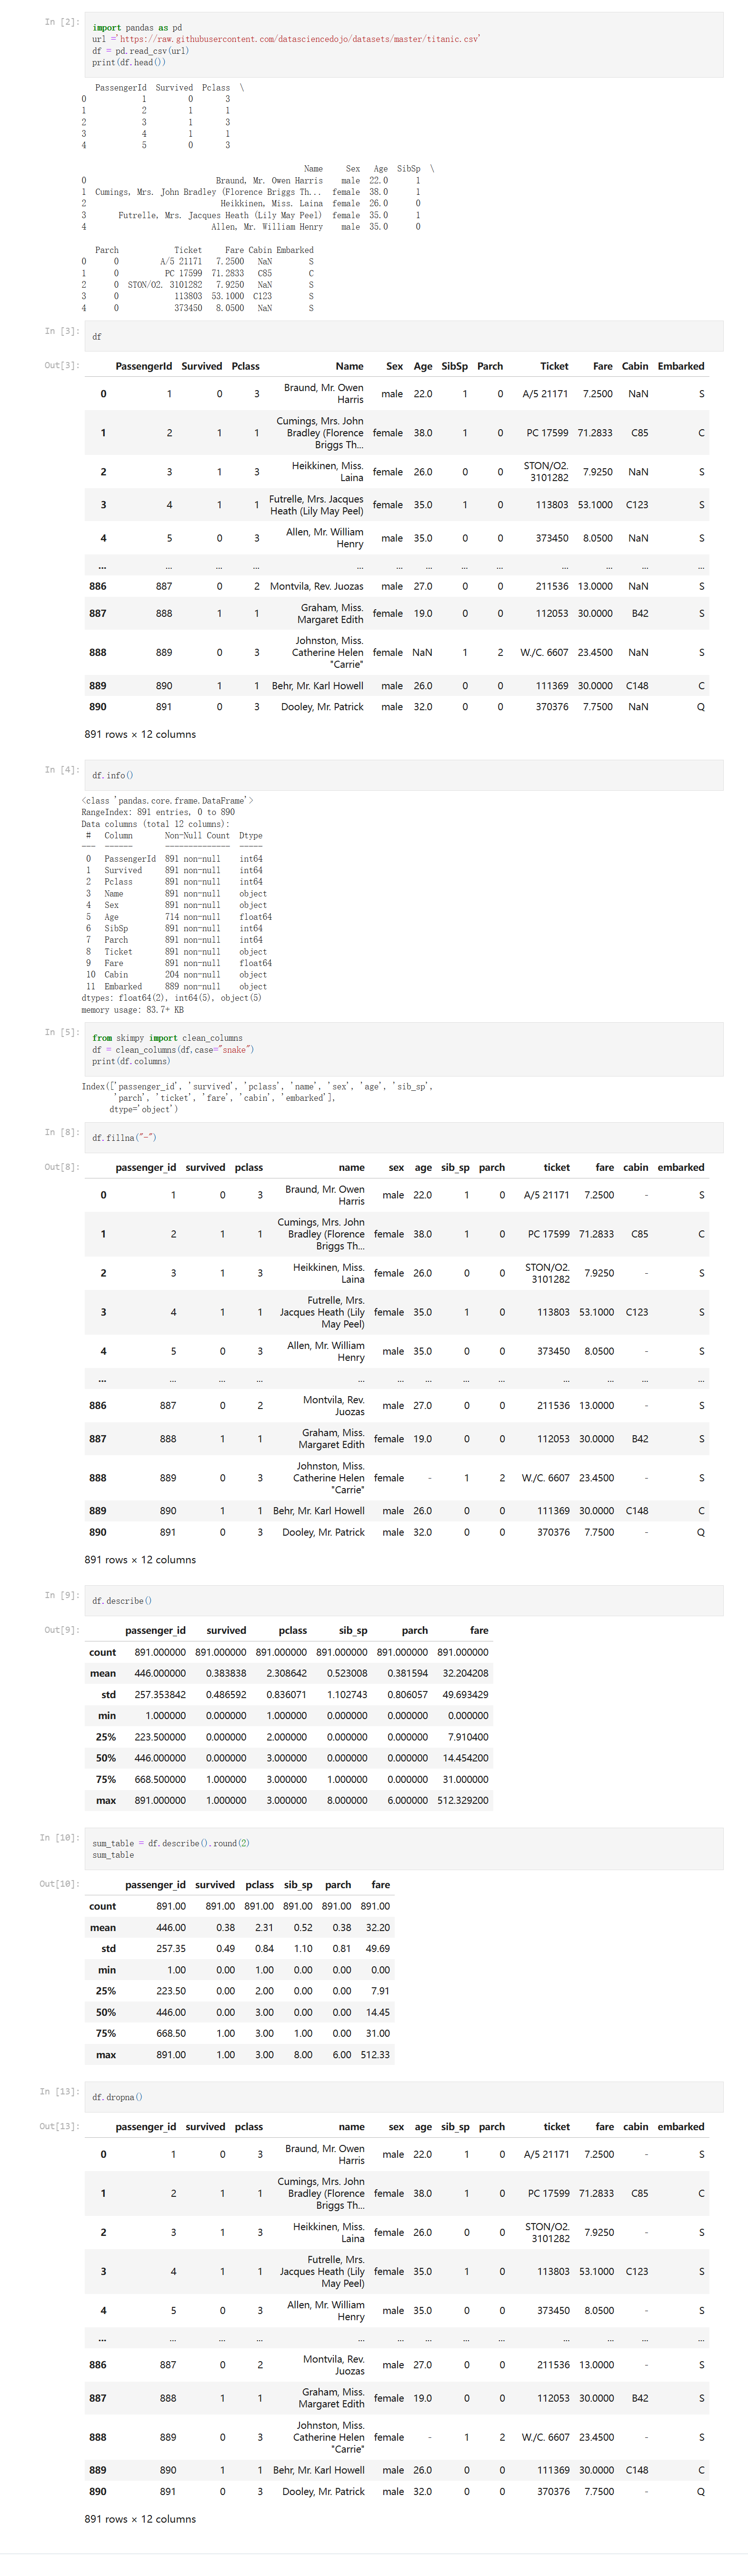 In [2]:
import pandas as pd
url ='https://raw.githubusercontent.com/datasciencedojo/datasets/master/titanic.csv'
df = pd.read_csv(url)
print(df.head())
PassengerId Survived Pclass \
0 1 0 3
1 2 1 1
2 3 1 3
3 4 1 1
4 5 0 3
Name Sex Age SibSp \
0 Braund, Mr. Owen Harris male 22.0 1
1 Cumings, Mrs. John Bradley (Florence Briggs Th... female 38.0 1
2 Heikkinen, Miss. Laina female 26.0 0
3 Futrelle, Mrs. Jacques Heath (Lily May Peel) female 35.0 1
4 Allen, Mr. William Henry male 35.0 0
Parch Ticket Fare Cabin Embarked
0 0 A/5 21171 7.2500 NaN S
1 0 PC 17599 71.2833 C85 C
2 0 STON/O2. 3101282 7.9250 NaN S
3 0 113803 53.1000 C123 S
4 0 373450 8.0500 NaN S
In [3]:
df
Out[3]:
PassengerId Survived Pclass Name Sex Age SibSp Parch Ticket Fare Cabin Embarked
0 1 0 3 Braund, Mr. Owen Harris male 22.0 1 0 A/5 21171 7.2500 NaN S
1 2 1 1 Cumings, Mrs. John Bradley (Florence Briggs Th... female 38.0 1 0 PC 17599 71.2833 C85 C
2 3 1 3 Heikkinen, Miss. Laina female 26.0 0 0 STON/O2. 3101282 7.9250 NaN S
3 4 1 1 Futrelle, Mrs. Jacques Heath (Lily May Peel) female 35.0 1 0 113803 53.1000 C123 S
4 5 0 3 Allen, Mr. William Henry male 35.0 0 0 373450 8.0500 NaN S
... ... ... ... ... ... ... ... ... ... ... ... ...
886 887 0 2 Montvila, Rev. Juozas male 27.0 0 0 211536 13.0000 NaN S
887 888 1 1 Graham, Miss. Margaret Edith female 19.0 0 0 112053 30.0000 B42 S
888 889 0 3 Johnston, Miss. Catherine Helen "Carrie" female NaN 1 2 W./C. 6607 23.4500 NaN S
889 890 1 1 Behr, Mr. Karl Howell male 26.0 0 0 111369 30.0000 C148 C
890 891 0 3 Dooley, Mr. Patrick male 32.0 0 0 370376 7.7500 NaN Q
891 rows × 12 columns
In [4]:
df.info()
<class 'pandas.core.frame.DataFrame'>
RangeIndex: 891 entries, 0 to 890
Data columns (total 12 columns):
# Column Non-Null Count Dtype
--- ------ -------------- -----
0 PassengerId 891 non-null int64
1 Survived 891 non-null int64
2 Pclass 891 non-null int64
3 Name 891 non-null object
4 Sex 891 non-null object
5 Age 714 non-null float64
6 SibSp 891 non-null int64
7 Parch 891 non-null int64
8 Ticket 891 non-null object
9 Fare 891 non-null float64
10 Cabin 204 non-null object
11 Embarked 889 non-null object
dtypes: float64(2), int64(5), object(5)
memory usage: 83.7+ KB
In [5]:
from skimpy import clean_columns
df = clean_columns(df,case="snake")
print(df.columns)
Index(['passenger_id', 'survived', 'pclass', 'name', 'sex', 'age', 'sib_sp',
'parch', 'ticket', 'fare', 'cabin', 'embarked'],
dtype='object')
In [8]:
df.fillna("-")
Out[8]:
passenger_id survived pclass name sex age sib_sp parch ticket fare cabin embarked
0 1 0 3 Braund, Mr. Owen Harris male 22.0 1 0 A/5 21171 7.2500 - S
1 2 1 1 Cumings, Mrs. John Bradley (Florence Briggs Th... female 38.0 1 0 PC 17599 71.2833 C85 C
2 3 1 3 Heikkinen, Miss. Laina female 26.0 0 0 STON/O2. 3101282 7.9250 - S
3 4 1 1 Futrelle, Mrs. Jacques Heath (Lily May Peel) female 35.0 1 0 113803 53.1000 C123 S
4 5 0 3 Allen, Mr. William Henry male 35.0 0 0 373450 8.0500 - S
... ... ... ... ... ... ... ... ... ... ... ... ...
886 887 0 2 Montvila, Rev. Juozas male 27.0 0 0 211536 13.0000 - S
887 888 1 1 Graham, Miss. Margaret Edith female 19.0 0 0 112053 30.0000 B42 S
888 889 0 3 Johnston, Miss. Catherine Helen "Carrie" female - 1 2 W./C. 6607 23.4500 - S
889 890 1 1 Behr, Mr. Karl Howell male 26.0 0 0 111369 30.0000 C148 C
890 891 0 3 Dooley, Mr. Patrick male 32.0 0 0 370376 7.7500 - Q
891 rows × 12 columns
In [9]:
df.describe()
Out[9]:
passenger_id survived pclass sib_sp parch fare
count 891.000000 891.000000 891.000000 891.000000 891.000000 891.000000
mean 446.000000 0.383838 2.308642 0.523008 0.381594 32.204208
std 257.353842 0.486592 0.836071 1.102743 0.806057 49.693429
min 1.000000 0.000000 1.000000 0.000000 0.000000 0.000000
25% 223.500000 0.000000 2.000000 0.000000 0.000000 7.910400
50% 446.000000 0.000000 3.000000 0.000000 0.000000 14.454200
75% 668.500000 1.000000 3.000000 1.000000 0.000000 31.000000
max 891.000000 1.000000 3.000000 8.000000 6.000000 512.329200
In [10]:
sum_table = df.describe().round(2)
sum_table
Out[10]:
passenger_id survived pclass sib_sp parch fare
count 891.00 891.00 891.00 891.00 891.00 891.00
mean 446.00 0.38 2.31 0.52 0.38 32.20
std 257.35 0.49 0.84 1.10 0.81 49.69
min 1.00 0.00 1.00 0.00 0.00 0.00
25% 223.50 0.00 2.00 0.00 0.00 7.91
50% 446.00 0.00 3.00 0.00 0.00 14.45
75% 668.50 1.00 3.00 1.00 0.00 31.00
max 891.00 1.00 3.00 8.00 6.00 512.33
In [13]:
df.dropna()
Out[13]:
passenger_id survived pclass name sex age sib_sp parch ticket fare cabin embarked
0 1 0 3 Braund, Mr. Owen Harris male 22.0 1 0 A/5 21171 7.2500 - S
1 2 1 1 Cumings, Mrs. John Bradley (Florence Briggs Th... female 38.0 1 0 PC 17599 71.2833 C85 C
2 3 1 3 Heikkinen, Miss. Laina female 26.0 0 0 STON/O2. 3101282 7.9250 - S
3 4 1 1 Futrelle, Mrs. Jacques Heath (Lily May Peel) female 35.0 1 0 113803 53.1000 C123 S
4 5 0 3 Allen, Mr. William Henry male 35.0 0 0 373450 8.0500 - S
... ... ... ... ... ... ... ... ... ... ... ... ...
886 887 0 2 Montvila, Rev. Juozas male 27.0 0 0 211536 13.0000 - S
887 888 1 1 Graham, Miss. Margaret Edith female 19.0 0 0 112053 30.0000 B42 S
888 889 0 3 Johnston, Miss. Catherine Helen "Carrie" female - 1 2 W./C. 6607 23.4500 - S
889 890 1 1 Behr, Mr. Karl Howell male 26.0 0 0 111369 30.0000 C148 C
890 891 0 3 Dooley, Mr. Patrick male 32.0 0 0 370376 7.7500 - Q
891 rows × 12 columns